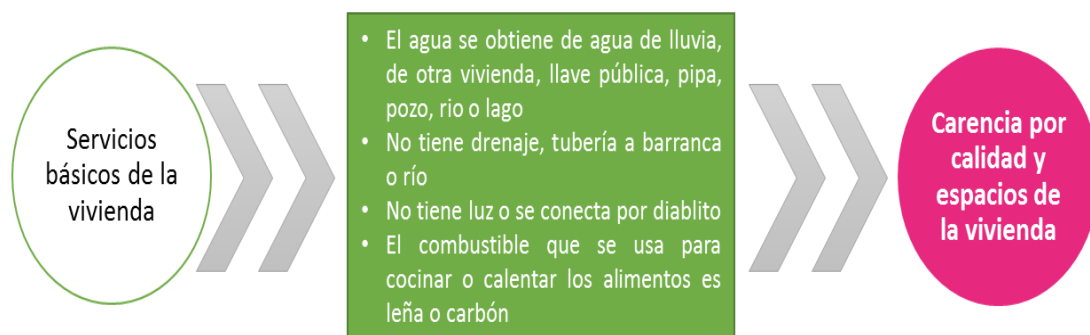 Servicios
básicos de la
vivienda
• El agua se obtiene de agua de lluvia,
de otra vivienda, llave pública, pipa,
pozo, rio o lago
• No tiene drenaje, tubería a barranca
o río
• No tiene luz o se conecta por diablito
• El combustible que se usa para
cocinar o calentar los alimentos es
leña o carbón
Carencia por
calidad y
espacios de
la vivienda